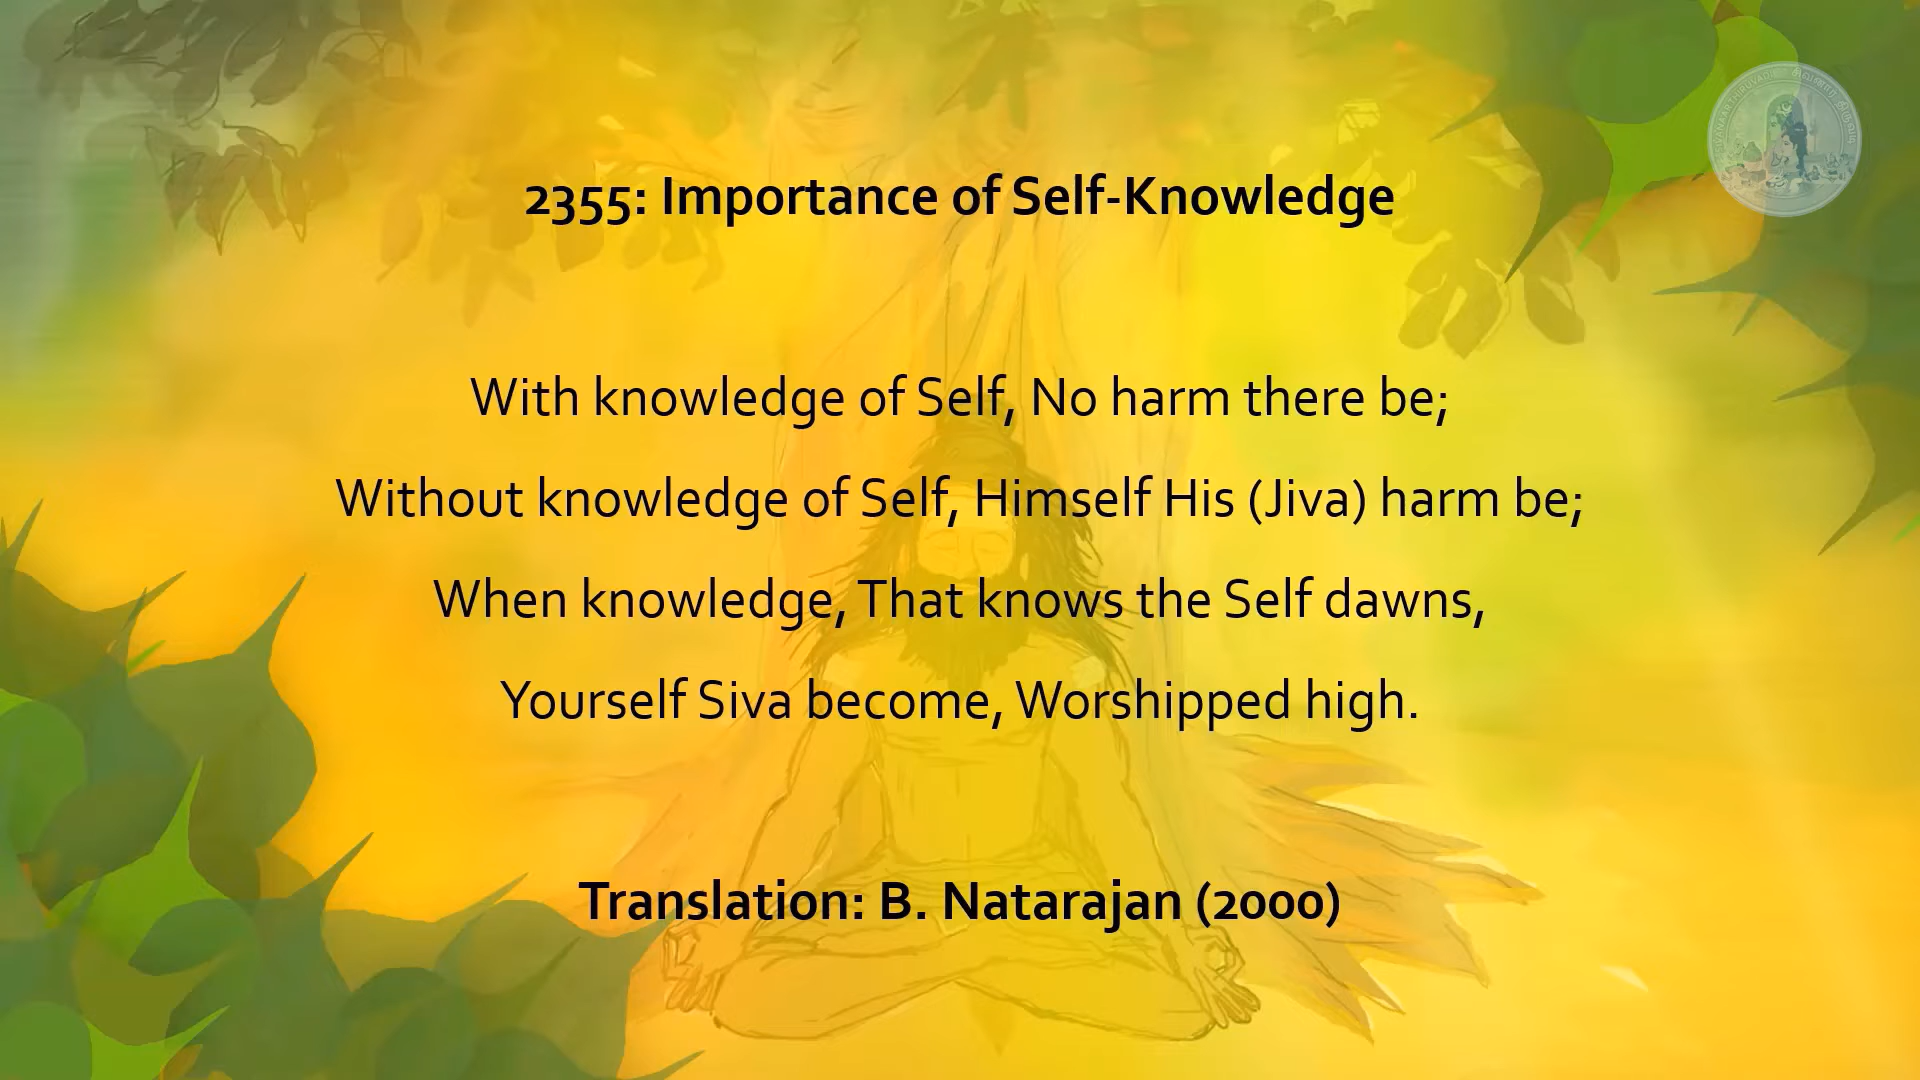 2355: Importance of Self-Knowledge
With knowledge of Self, No harm there be;
Without knowledge of Self, Himself His (Jiva) harm be;
When knowledge, That knows the Self dawns,
Yourself Siva become, Worshipped high.
Translation: B. Natarajan (2000)